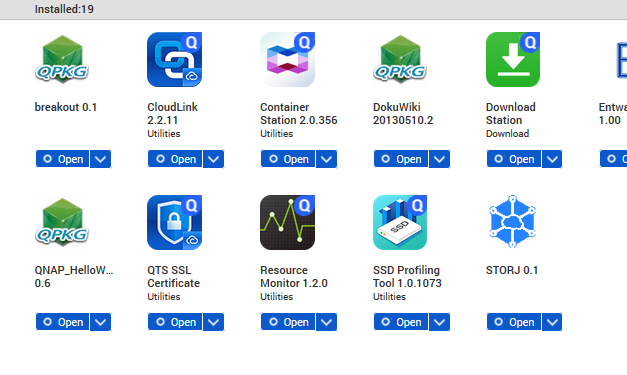 Installed:19
QPKG
Q
Q
QPKG
Q
breakout 0.1
CloudLink
2.2.11
Utilities
Container
Station 2.0.356
Utilities
DokuWiki
20130510.2
Download
Station
Download
Entwa
1.00
Open
Open
Open
Open
Open
O
QPKG
Q
Q
Q
SSD
QNAP_HelloW...
0.6
QTS SSL
Certificate
Utilities
Resource
Monitor 1.2.0
Utilities
SSD Profiling
Tool 1.0.1073
Utilities
STORJ 0.1
Open
Open
Open
Open
Open